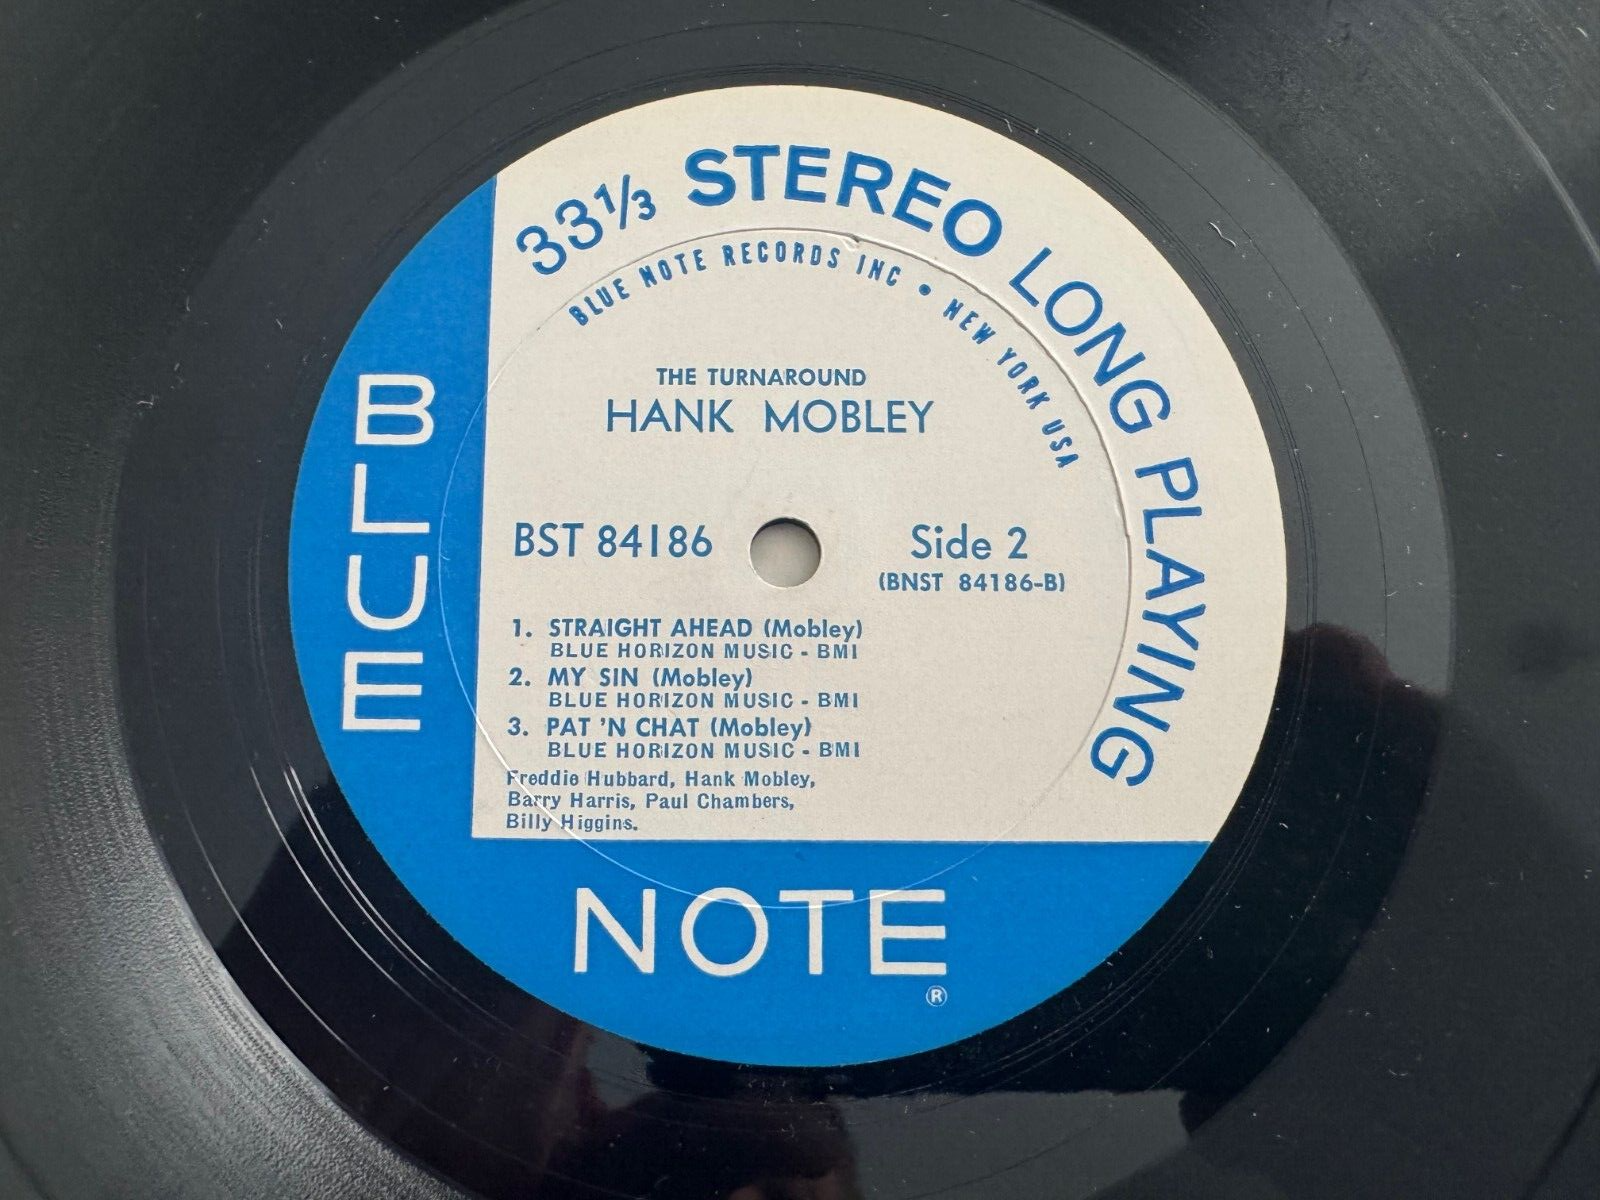 33⅓ STEREO LONG PLAYING
BLUE NOTE RECORDS INC • NEW YORK USA
THE TURNAROUND
HANK MOBLEY
BST 84186
Side 2
(BNST 84186-B)
1. STRAIGHT AHEAD (Mobley)
BLUE HORIZON MUSIC - BMI
2. MY SIN (Mobley)
BLUE HORIZON MUSIC - BMI
3. PAT 'N CHAT (Mobley)
BLUE HORIZON MUSIC - BMI
Freddie Hubbard, Hank Mobley,
Barry Harris, Paul Chambers,
Billy Higgins.
BLUE
NOTE
®